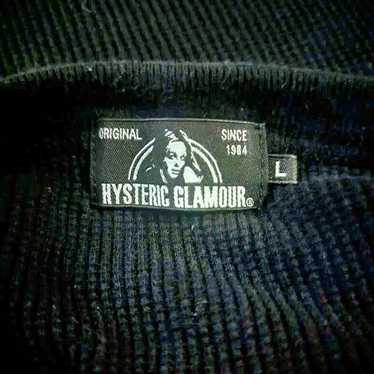 ORIGINAL SINCE
1984
HYSTERIC GLAMOUR®
L